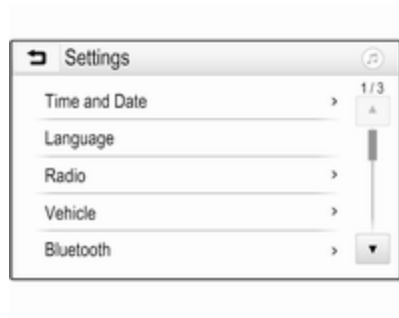 Settings
Time and Date
1/3
Language
Radio
Vehicle
Bluetooth